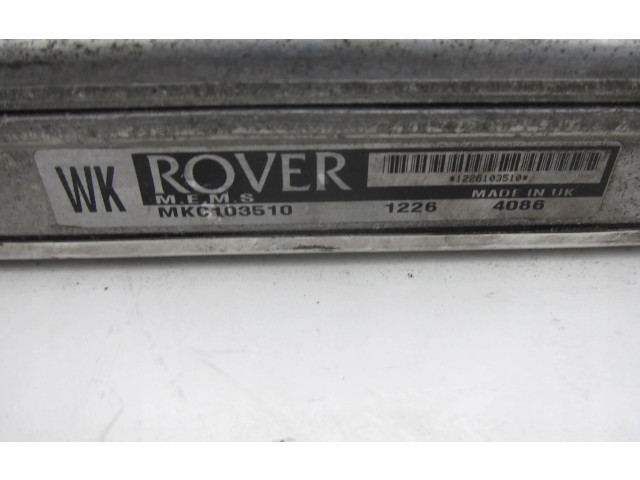 WK ROVER
*1226103510*
M.E.M.S MADE IN UK
MKC103510 1226 4086